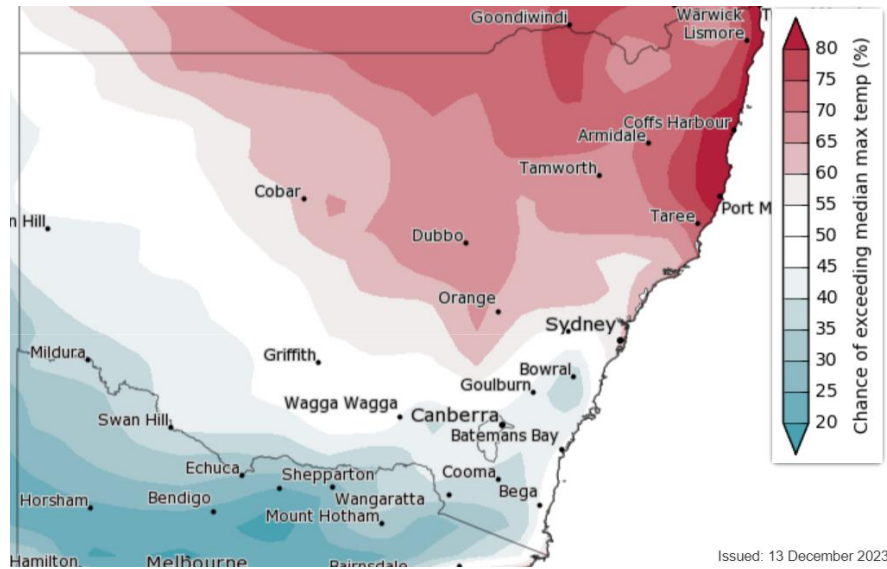 Goondiwindi
Warwick
Lismore
Coffs Harbour
Armidale
Tamworth
Cobar
Port M
Taree
n Hill
Dubbo
Orange
Sydney
Mildura
Griffith
Bowral
Goulburn
Wagga Wagga
Canberra
Swan Hill
Batemans Bay
Echuca
Shepparton
Cooma
Horsham
Bendigo
Wangaratta
Bega
Mount Hotham
Hamilton
Melbourne
Bairnsdale
80
75
70
65
60
55
50
45
40
35
30
25
20
Chance of exceeding median max temp (%)
Issued: 13 December 2023